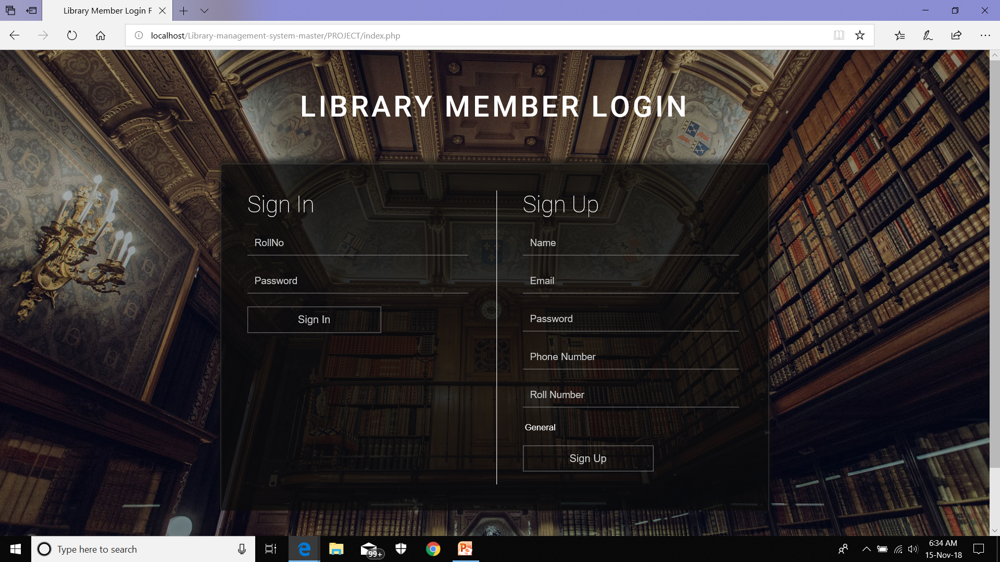 Library Member Login F
localhost/Library-management-system-master/PROJECT/index.php
LIBRARY MEMBER LOGIN
Sign In
RollNo
Password
Sign In
Sign Up
Name
Email
Password
Phone Number
Roll Number
General
Sign Up
Type here to search
99+
6:34 AM
15-Nov-18